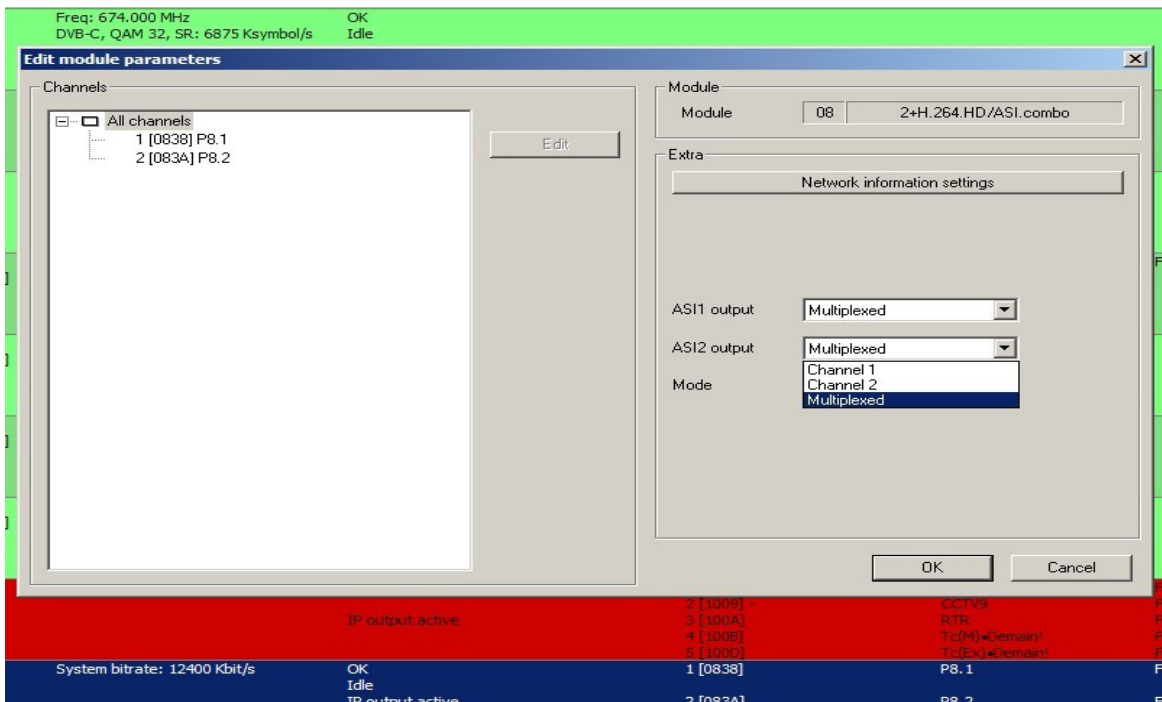 Freq: 674.000 MHz OK
DVB-C, QAM 32, SR: 6875 Ksymbol/s Idle
Edit module parameters
Channels
All channels
1 [0838] P8.1
2 [083A] P8.2
Edit
Module
Module 08 2+H.264.HD/ASI.combo
Extra
Network information settings
ASI1 output Multiplexed
ASI2 output Multiplexed
Channel 1
Mode Channel 2
Multiplexed
OK Cancel
2 [1009] - CCTV9
IP output active 3 [100A] RTR
4 [100B] Tc(M)•Demain!
5 [100D] Tc(Ex)•Demain!
System bitrate: 12400 Kbit/s OK 1 [0838] P8.1
Idle
IP output active 2 [083A] P8.2